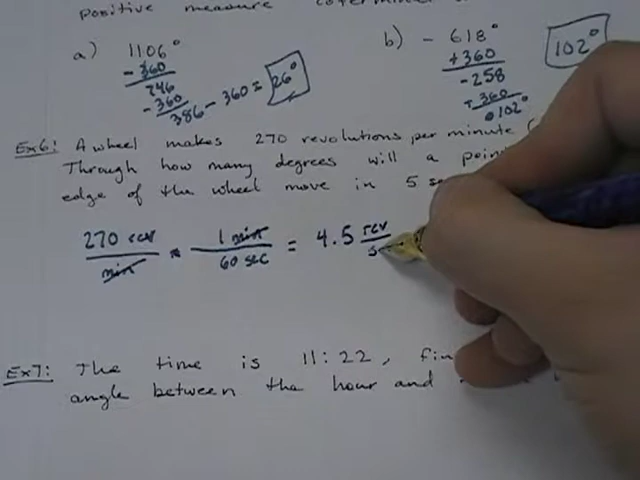 positive measure
a) 1106°
- 360
746
- 360
386 - 360 = 26°
b) - 618°
+ 360
- 258
+ 360
102°
102°
Ex6: A wheel makes 270 revolutions per minute (
Through how many degrees will a
edge of the wheel move in 5
270 rev / min • 1 min / 60 sec = 4.5 rev / s
Ex7: The time is 11:22,
angle between the hour and